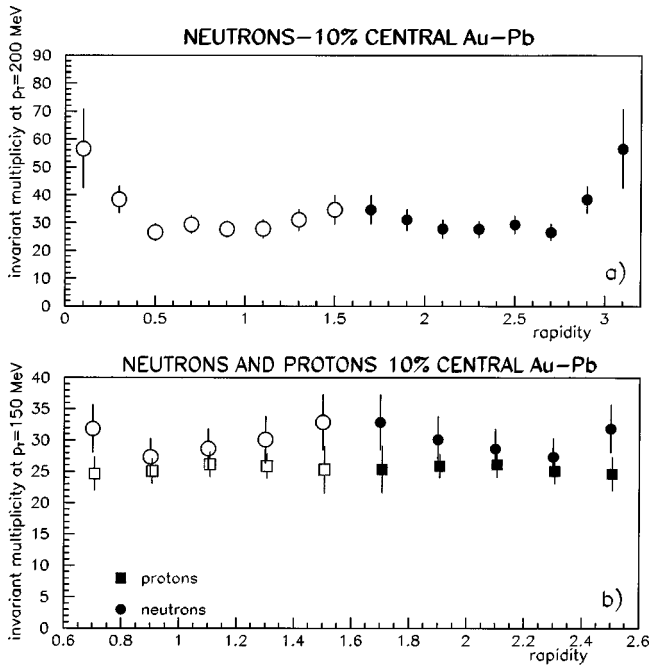 NEUTRONS–10% CENTRAL Au–Pb
invariant multipliciy at pT=200 MeV
90
80
70
60
50
40
30
20
10
0
0 0.5 1 1.5 2 2.5 3
rapidity
a)
NEUTRONS AND PROTONS 10% CENTRAL Au–Pb
invariant multiplicity at pT=150 MeV
40
35
30
25
20
15
10
5
0
protons
neutrons
b)
0.6 0.8 1 1.2 1.4 1.6 1.8 2 2.2 2.4 2.6
rapidity